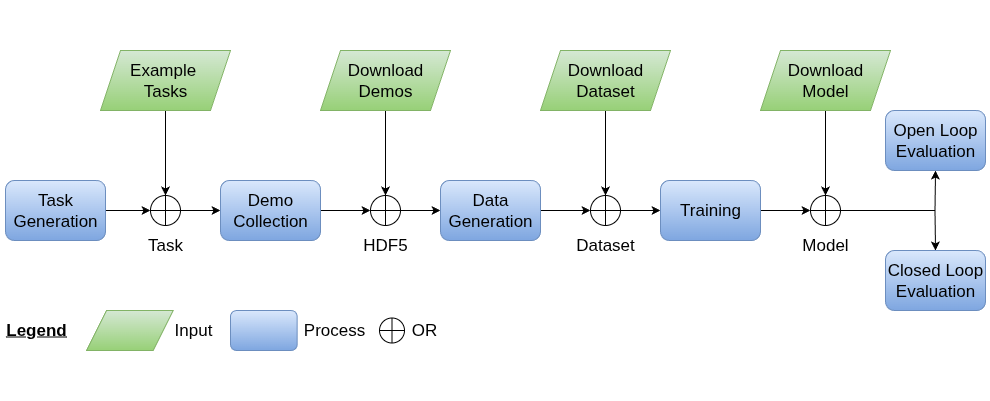 Example
Tasks
Download
Demos
Download
Dataset
Download
Model
Open Loop
Evaluation
Task
Generation
Demo
Collection
Data
Generation
Training
Task
HDF5
Dataset
Model
Closed Loop
Evaluation
Legend
Input
Process
OR